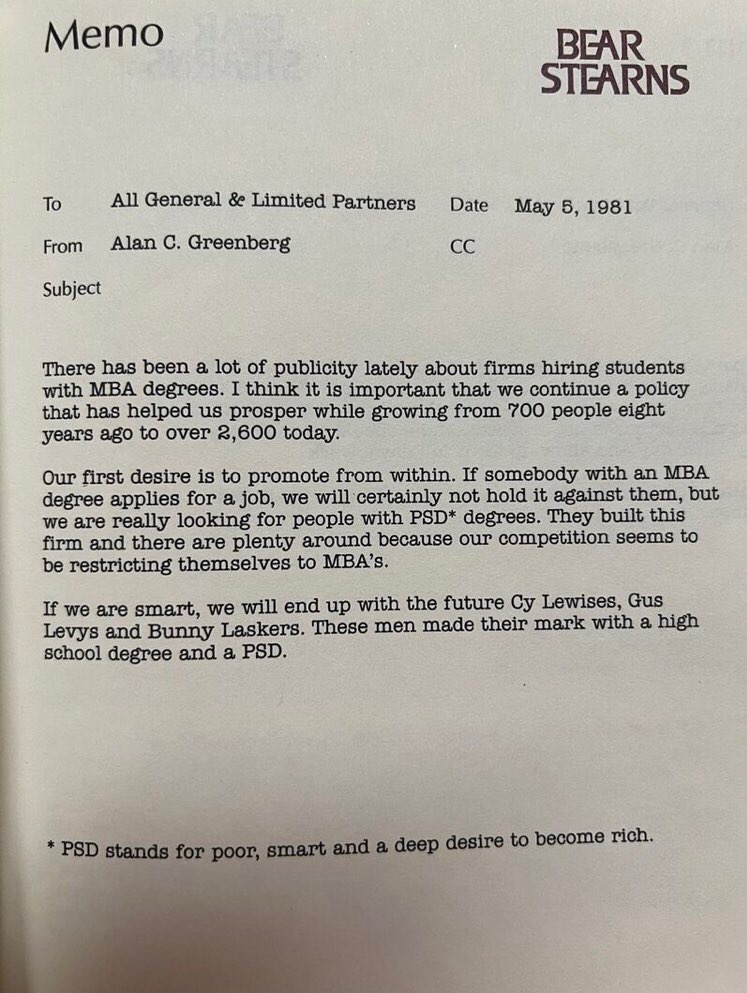 Memo
BEAR
STEARNS
To All General & Limited Partners Date May 5, 1981
From Alan C. Greenberg CC
Subject
There has been a lot of publicity lately about firms hiring students
with MBA degrees. I think it is important that we continue a policy
that has helped us prosper while growing from 700 people eight
years ago to over 2,600 today.
Our first desire is to promote from within. If somebody with an MBA
degree applies for a job, we will certainly not hold it against them, but
we are really looking for people with PSD* degrees. They built this
firm and there are plenty around because our competition seems to
be restricting themselves to MBA's.
If we are smart, we will end up with the future Cy Lewises, Gus
Levys and Bunny Laskers. These men made their mark with a high
school degree and a PSD.
* PSD stands for poor, smart and a deep desire to become rich.